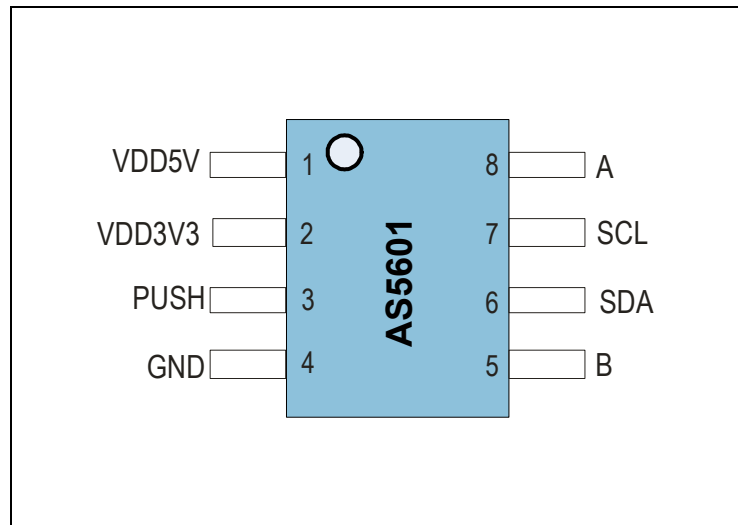 VDD5V 1 8 A
VDD3V3 2 7 SCL
PUSH 3 6 SDA
GND 4 5 B
AS5601